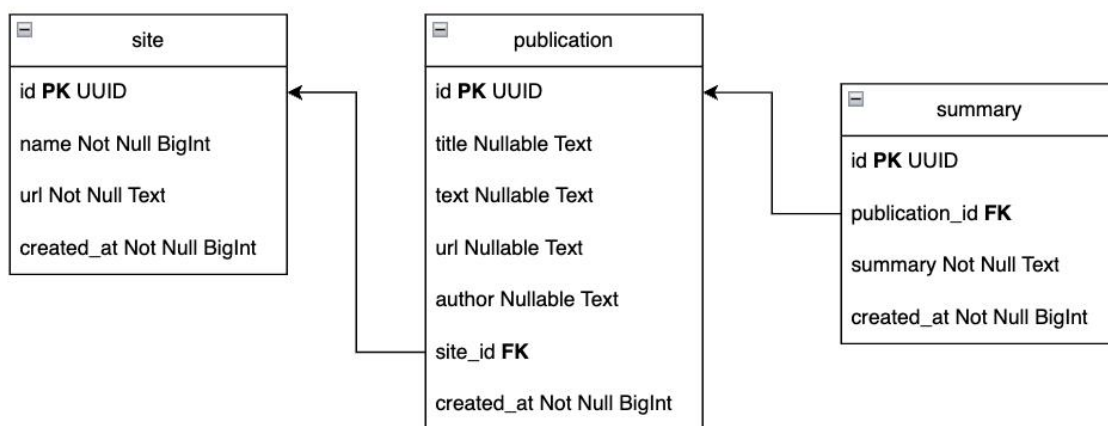 site
id PK UUID
name Not Null BigInt
url Not Null Text
created_at Not Null BigInt
publication
id PK UUID
title Nullable Text
text Nullable Text
url Nullable Text
author Nullable Text
site_id FK
created_at Not Null BigInt
summary
id PK UUID
publication_id FK
summary Not Null Text
created_at Not Null BigInt